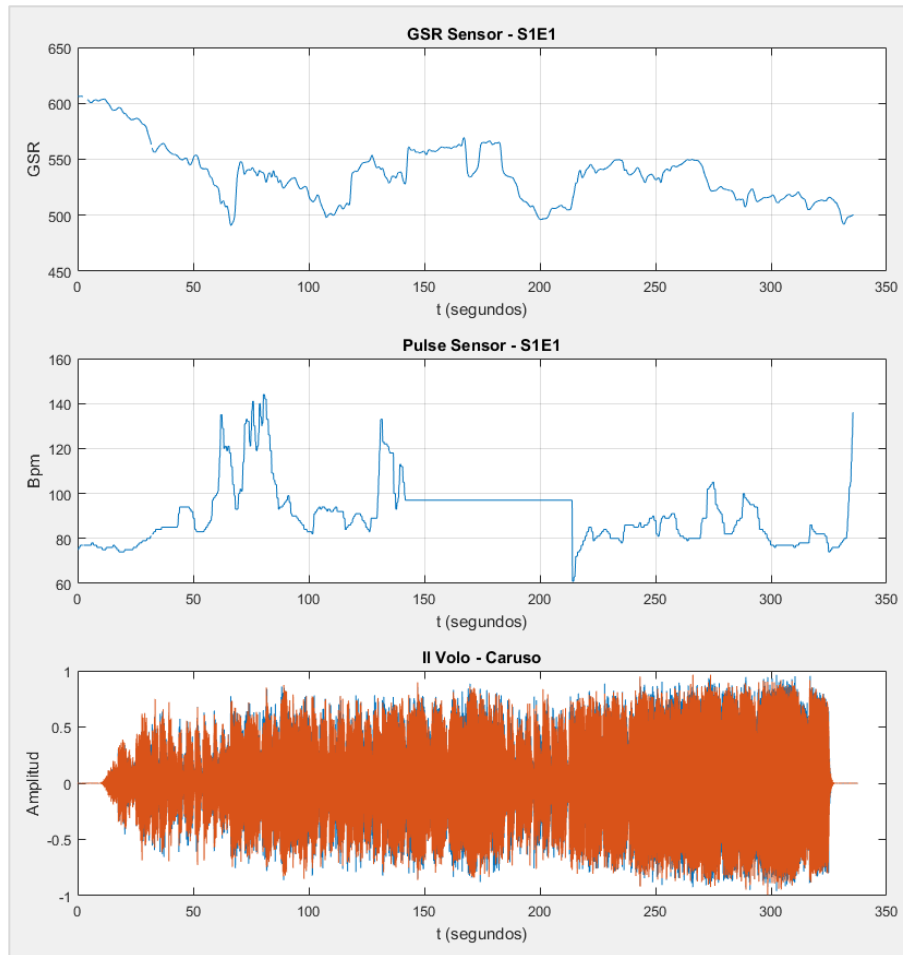 GSR Sensor - S1E1
650
600
550
500
450
GSR
0 50 100 150 200 250 300 350
t (segundos)
Pulse Sensor - S1E1
160
140
120
100
80
60
Bpm
0 50 100 150 200 250 300 350
t (segundos)
Il Volo - Caruso
1
0.5
0
-0.5
-1
Amplitud
0 50 100 150 200 250 300 350
t (segundos)